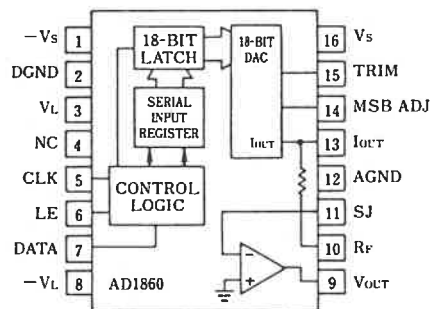 −Vs 1
DGND 2
VL 3
NC 4
CLK 5
LE 6
DATA 7
−VL 8
18-BIT
LATCH
SERIAL
INPUT
REGISTER
CONTROL
LOGIC
18-BIT
DAC
IOUT
−
+
AD1860
16 Vs
15 TRIM
14 MSB ADJ
13 IOUT
12 AGND
11 SJ
10 RF
9 VOUT